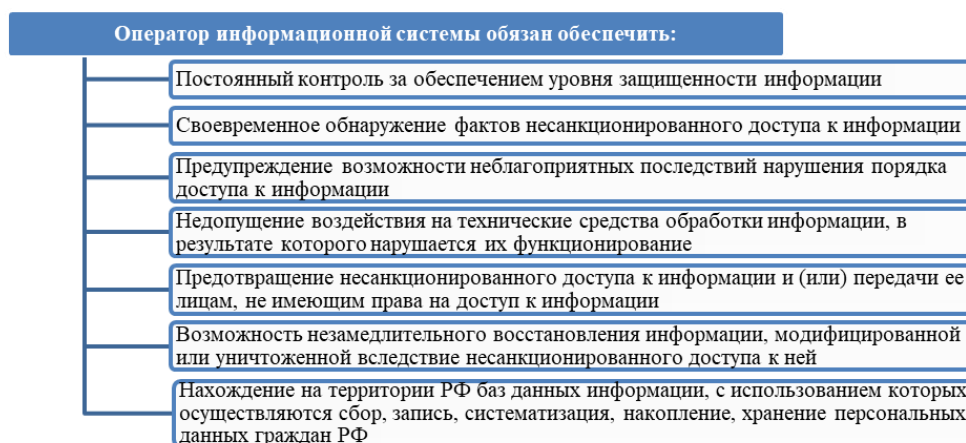 Оператор информационной системы обязан обеспечить:
Постоянный контроль за обеспечением уровня защищенности информации
Своевременное обнаружение фактов несанкционированного доступа к информации
Предупреждение возможности неблагоприятных последствий нарушения порядка
доступа к информации
Недопущение воздействия на технические средства обработки информации, в
результате которого нарушается их функционирование
Предотвращение несанкционированного доступа к информации и (или) передачи ее
лицам, не имеющим права на доступ к информации
Возможность незамедлительного восстановления информации, модифицированной
или уничтоженной вследствие несанкционированного доступа к ней
Нахождение на территории РФ баз данных информации, с использованием которых
осуществляются сбор, запись, систематизация, накопление, хранение персональных
данных граждан РФ